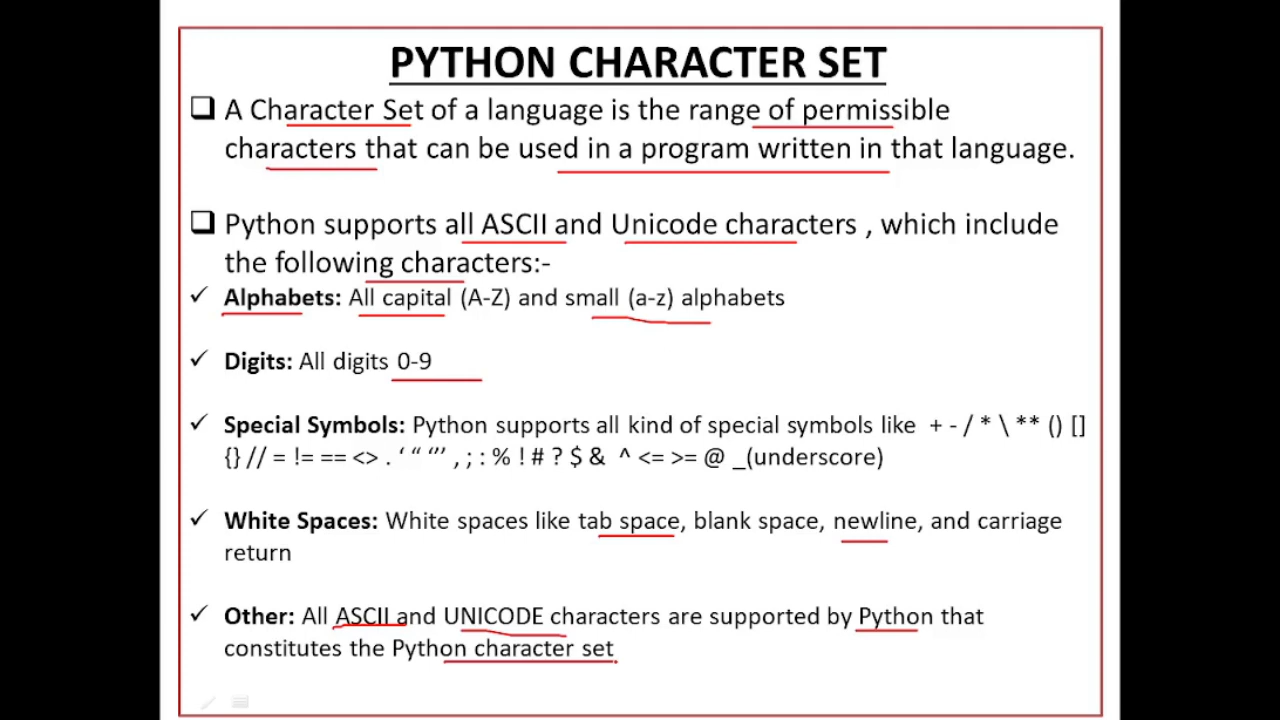 PYTHON CHARACTER SET
❑ A Character Set of a language is the range of permissible
characters that can be used in a program written in that language.
❑ Python supports all ASCII and Unicode characters , which include
the following characters:-
✓ Alphabets: All capital (A-Z) and small (a-z) alphabets
✓ Digits: All digits 0-9
✓ Special Symbols: Python supports all kind of special symbols like + - / * \ ** () []
{} // = != == <> . ‘ “ ‘’’ , ; : % ! # ? $ & ^ <= >= @ _(underscore)
✓ White Spaces: White spaces like tab space, blank space, newline, and carriage
return
✓ Other: All ASCII and UNICODE characters are supported by Python that
constitutes the Python character set